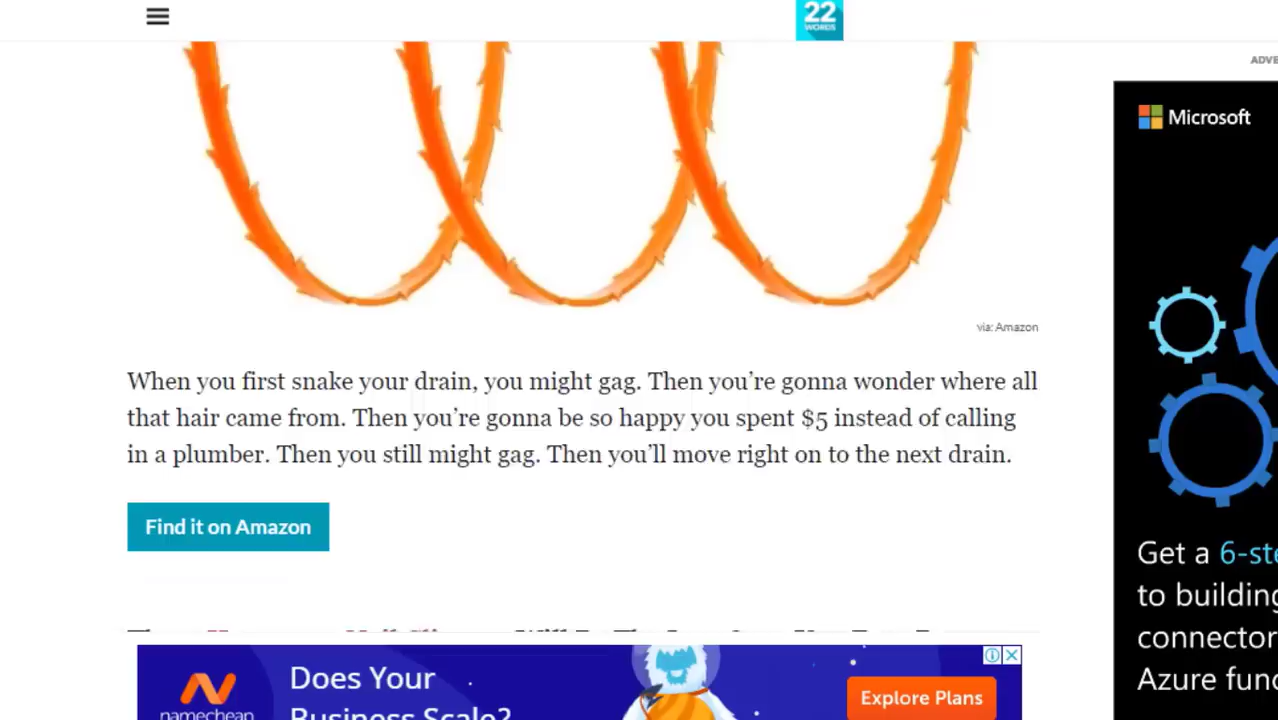 22
WORDS
ADVE
Microsoft
via: Amazon
When you first snake your drain, you might gag. Then you’re gonna wonder where all
that hair came from. Then you’re gonna be so happy you spent $5 instead of calling
in a plumber. Then you still might gag. Then you’ll move right on to the next drain.
Find it on Amazon
Get a 6-ste
to building
connector
Azure func
Does Your
Business Scale?
namecheap
Explore Plans